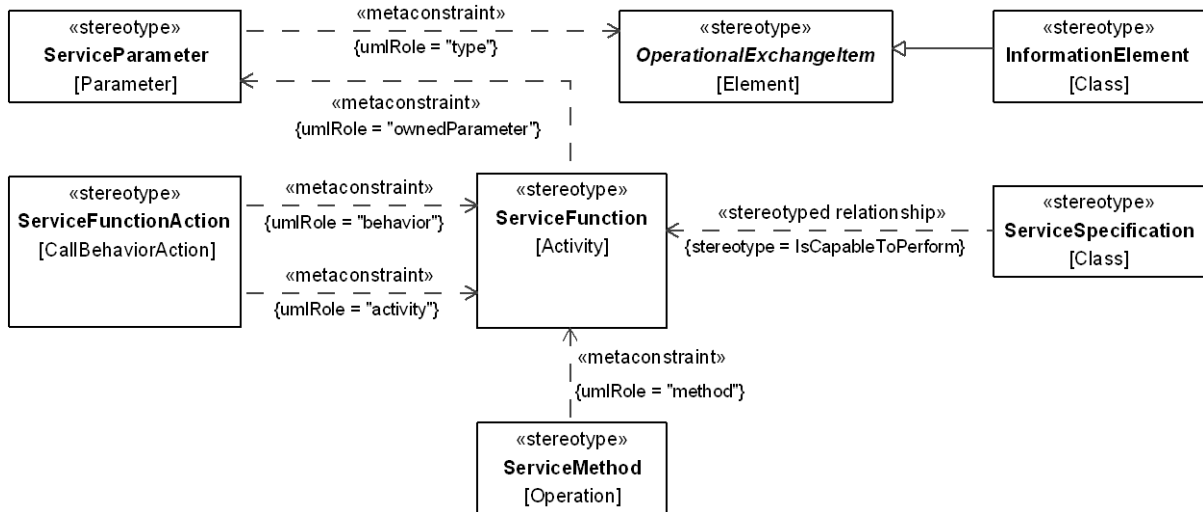 «stereotype»
ServiceParameter
[Parameter]
«metaconstraint»
{umlRole = "type"}
«stereotype»
OperationalExchangeItem
[Element]
«stereotype»
InformationElement
[Class]
«metaconstraint»
{umlRole = "ownedParameter"}
«stereotype»
ServiceFunctionAction
[CallBehaviorAction]
«metaconstraint»
{umlRole = "behavior"}
«metaconstraint»
{umlRole = "activity"}
«stereotype»
ServiceFunction
[Activity]
«stereotyped relationship»
{stereotype = IsCapableToPerform}
«stereotype»
ServiceSpecification
[Class]
«metaconstraint»
{umlRole = "method"}
«stereotype»
ServiceMethod
[Operation]